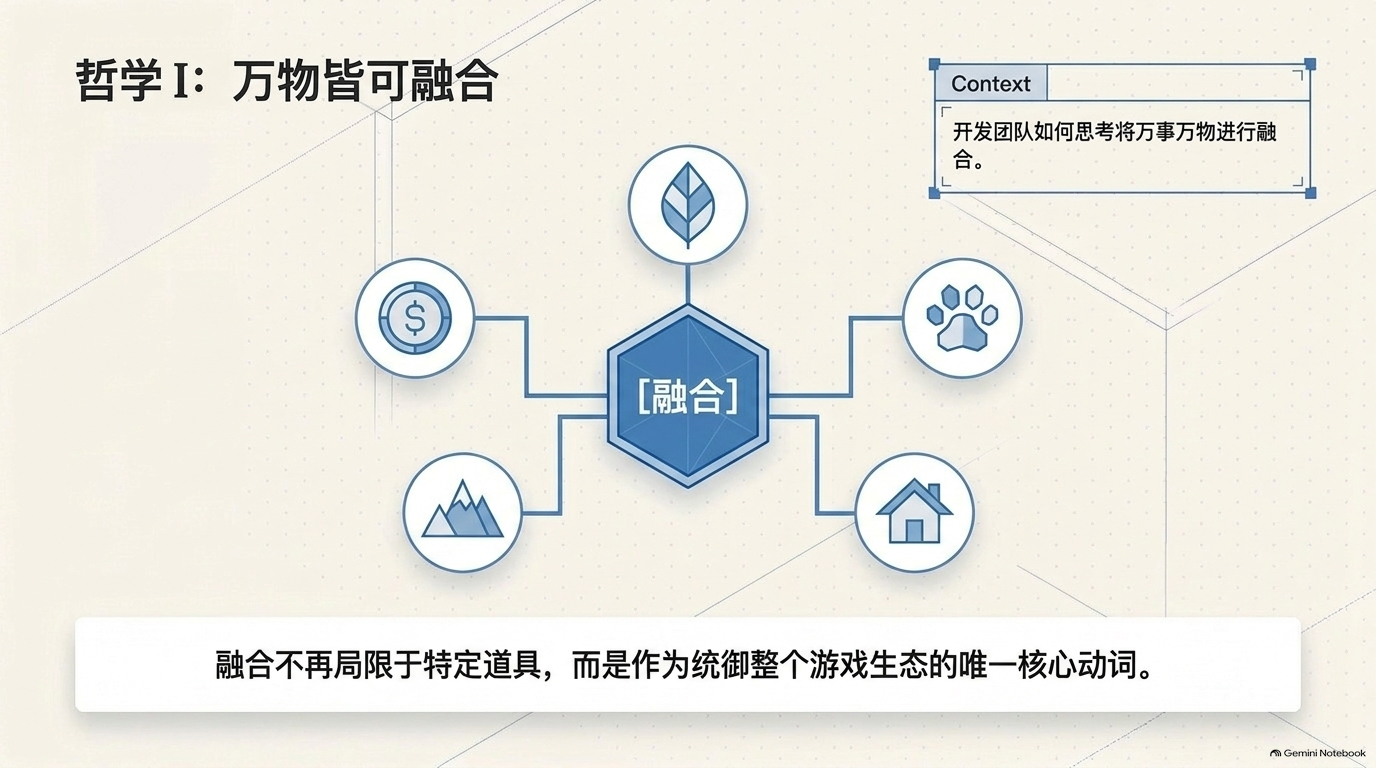 哲学 I：万物皆可融合
Context
开发团队如何思考将万事万物进行融
合。
$
[融合]
融合不再局限于特定道具，而是作为统御整个游戏生态的唯一核心动词。
Gemini Notebook